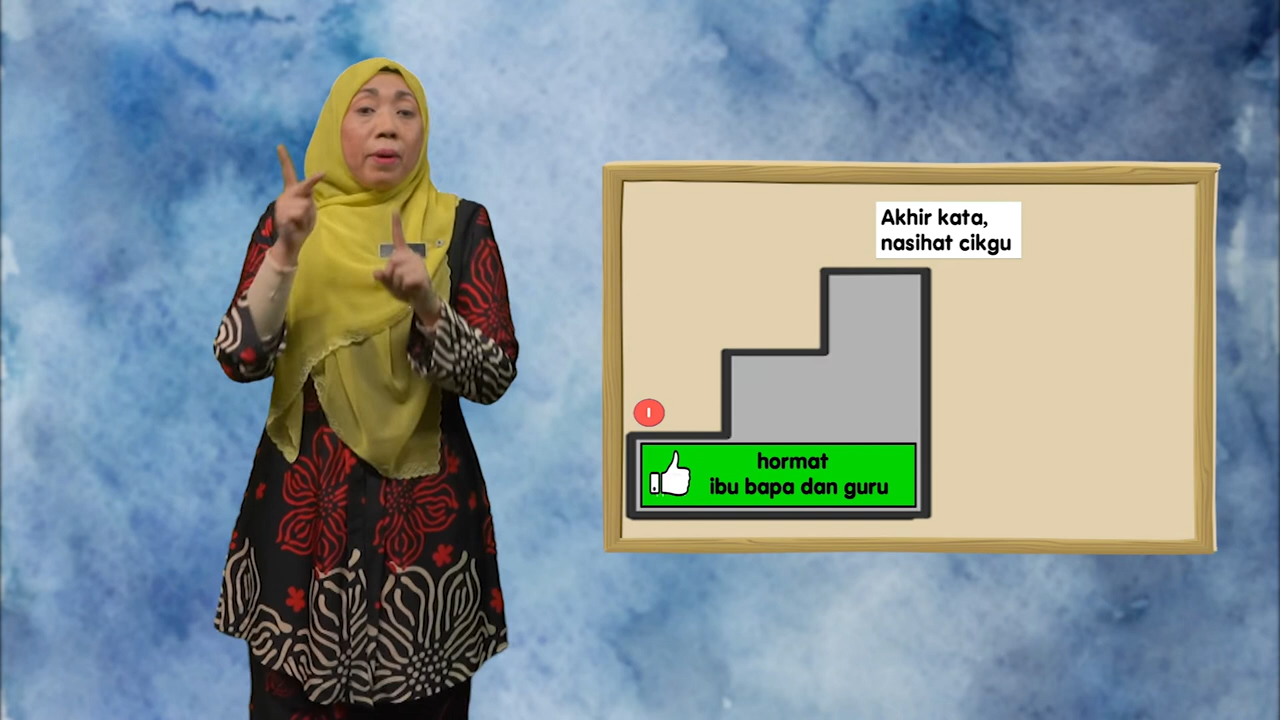 Akhir kata,
nasihat cikgu
1
hormat
ibu bapa dan guru